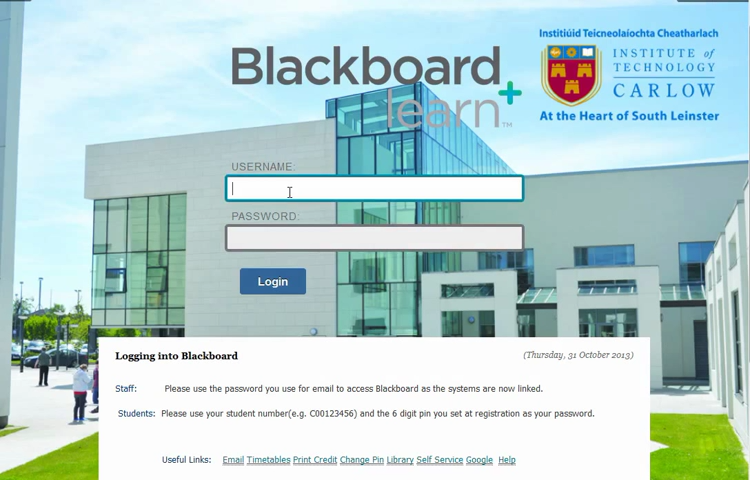 Blackboard
learn+™
Institiúid Teicneolaíochta Cheatharlach
INSTITUTE of
TECHNOLOGY
CARLOW
At the Heart of South Leinster
USERNAME:
PASSWORD:
Login
Logging into Blackboard (Thursday, 31 October 2013)
Staff: Please use the password you use for email to access Blackboard as the systems are now linked.
Students: Please use your student number(e.g. C00123456) and the 6 digit pin you set at registration as your password.
Useful Links: Email Timetables Print Credit Change Pin Library Self Service Google Help